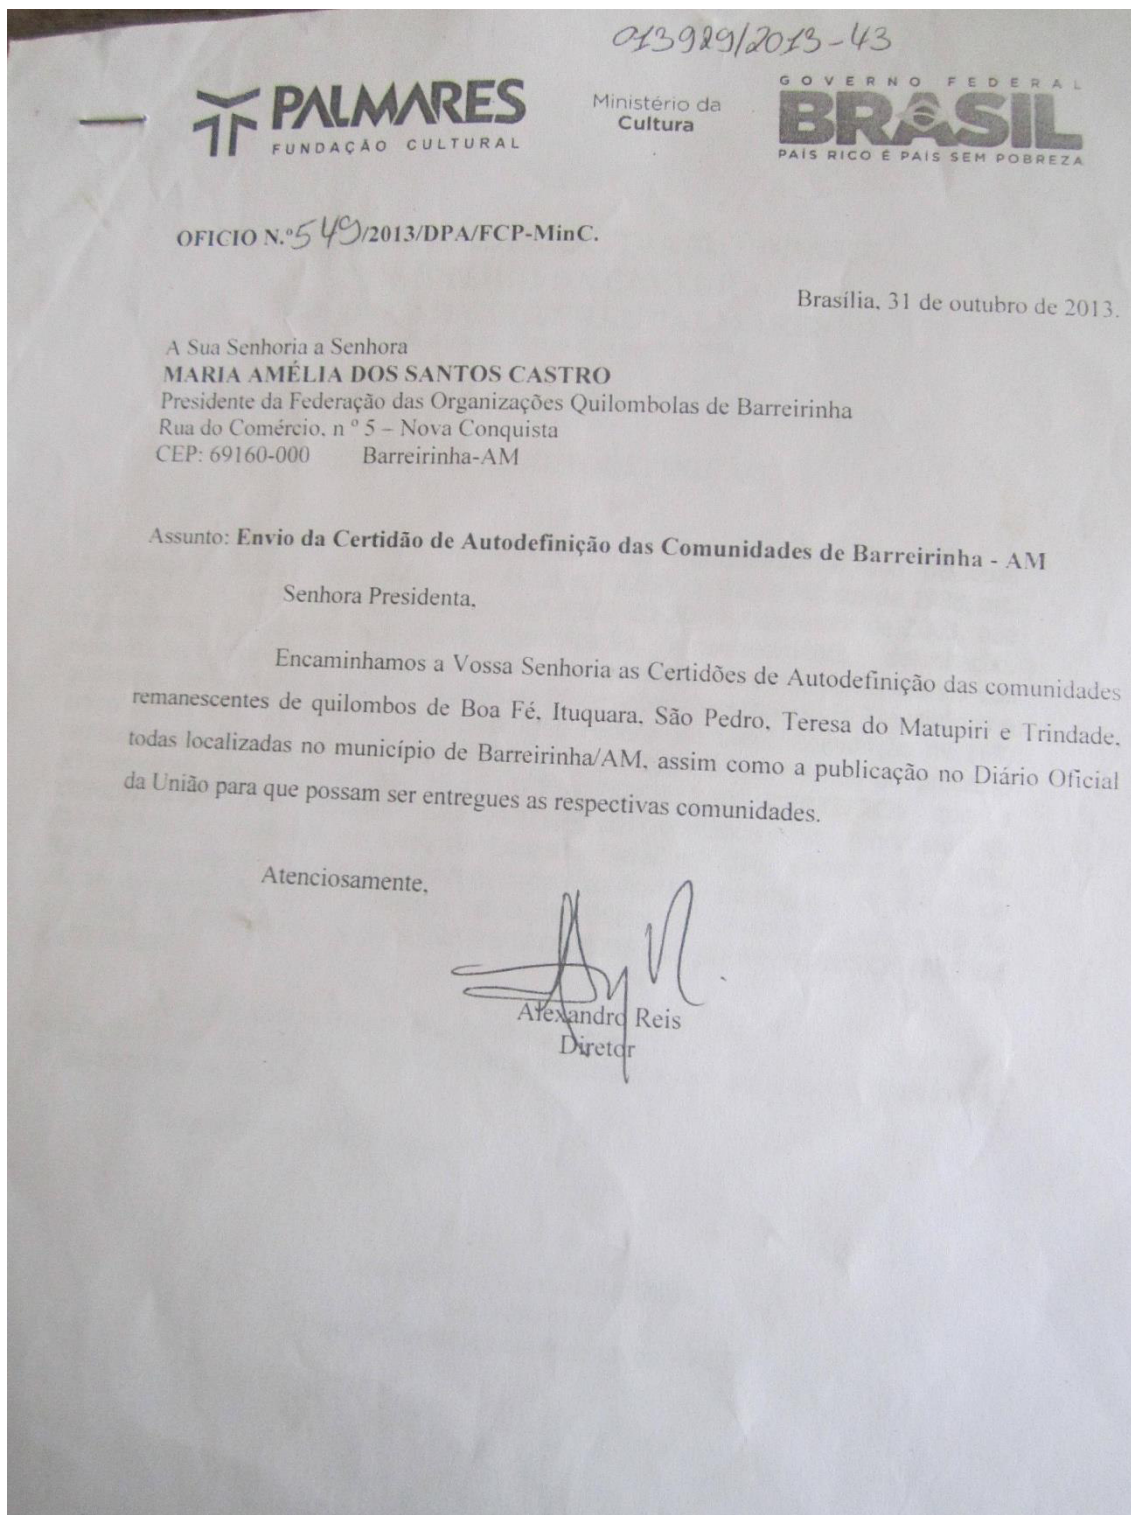 013929/2013-43
PALMARES
FUNDAÇÃO CULTURAL
Ministério da
Cultura
GOVERNO FEDERAL
BRASIL
PAÍS RICO É PAÍS SEM POBREZA
OFICIO N.º 549/2013/DPA/FCP-MinC.
Brasília, 31 de outubro de 2013.
A Sua Senhoria a Senhora
MARIA AMÉLIA DOS SANTOS CASTRO
Presidente da Federação das Organizações Quilombolas de Barreirinha
Rua do Comércio, n º 5 – Nova Conquista
CEP: 69160-000 Barreirinha-AM
Assunto: Envio da Certidão de Autodefinição das Comunidades de Barreirinha - AM
Senhora Presidenta,
Encaminhamos a Vossa Senhoria as Certidões de Autodefinição das comunidades
remanescentes de quilombos de Boa Fé, Ituquara, São Pedro, Teresa do Matupiri e Trindade,
todas localizadas no município de Barreirinha/AM, assim como a publicação no Diário Oficial
da União para que possam ser entregues as respectivas comunidades.
Atenciosamente,
Alexandro Reis
Diretor